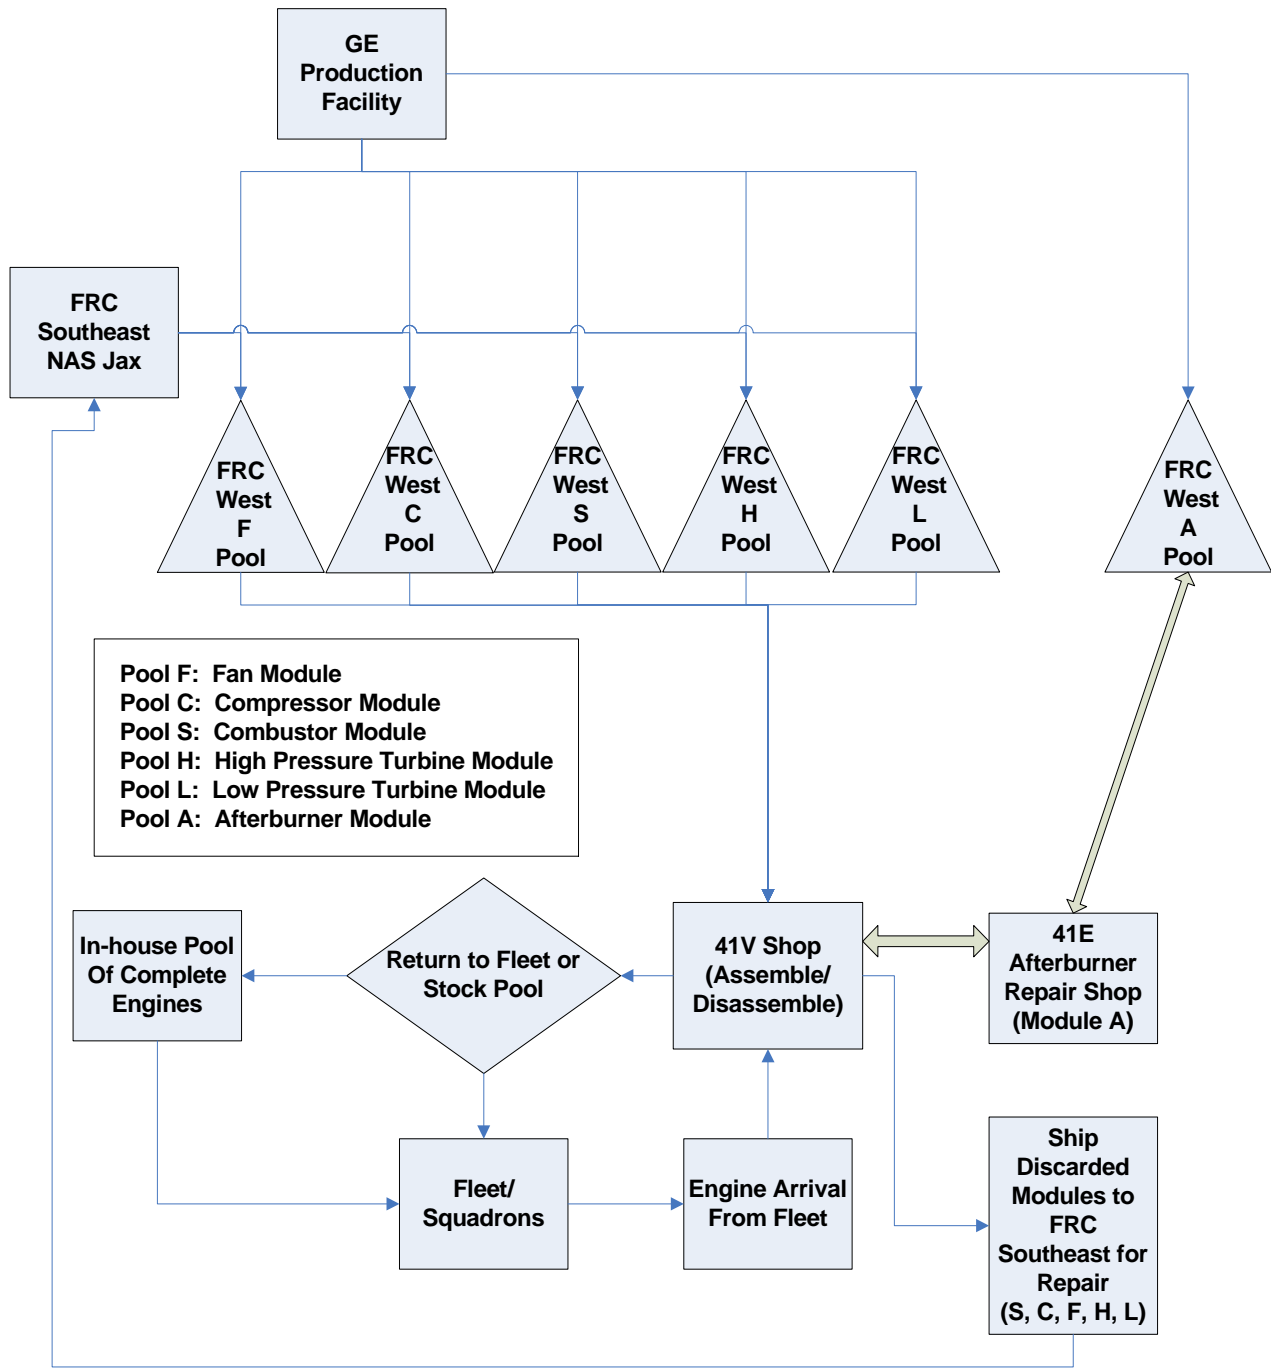 GE
Production
Facility
FRC
Southeast
NAS Jax
FRC
West
F
Pool
FRC
West
C
Pool
FRC
West
S
Pool
FRC
West
H
Pool
FRC
West
L
Pool
FRC
West
A
Pool
Pool F:  Fan Module
Pool C:  Compressor Module
Pool S:  Combustor Module
Pool H:  High Pressure Turbine Module
Pool L:  Low Pressure Turbine Module
Pool A:  Afterburner Module
In-house Pool
Of Complete
Engines
Return to Fleet or
Stock Pool
41V Shop
(Assemble/
Disassemble)
41E
Afterburner
Repair Shop
(Module A)
Fleet/
Squadrons
Engine Arrival
From Fleet
Ship
Discarded
Modules to
FRC
Southeast for
Repair
(S, C, F, H, L)